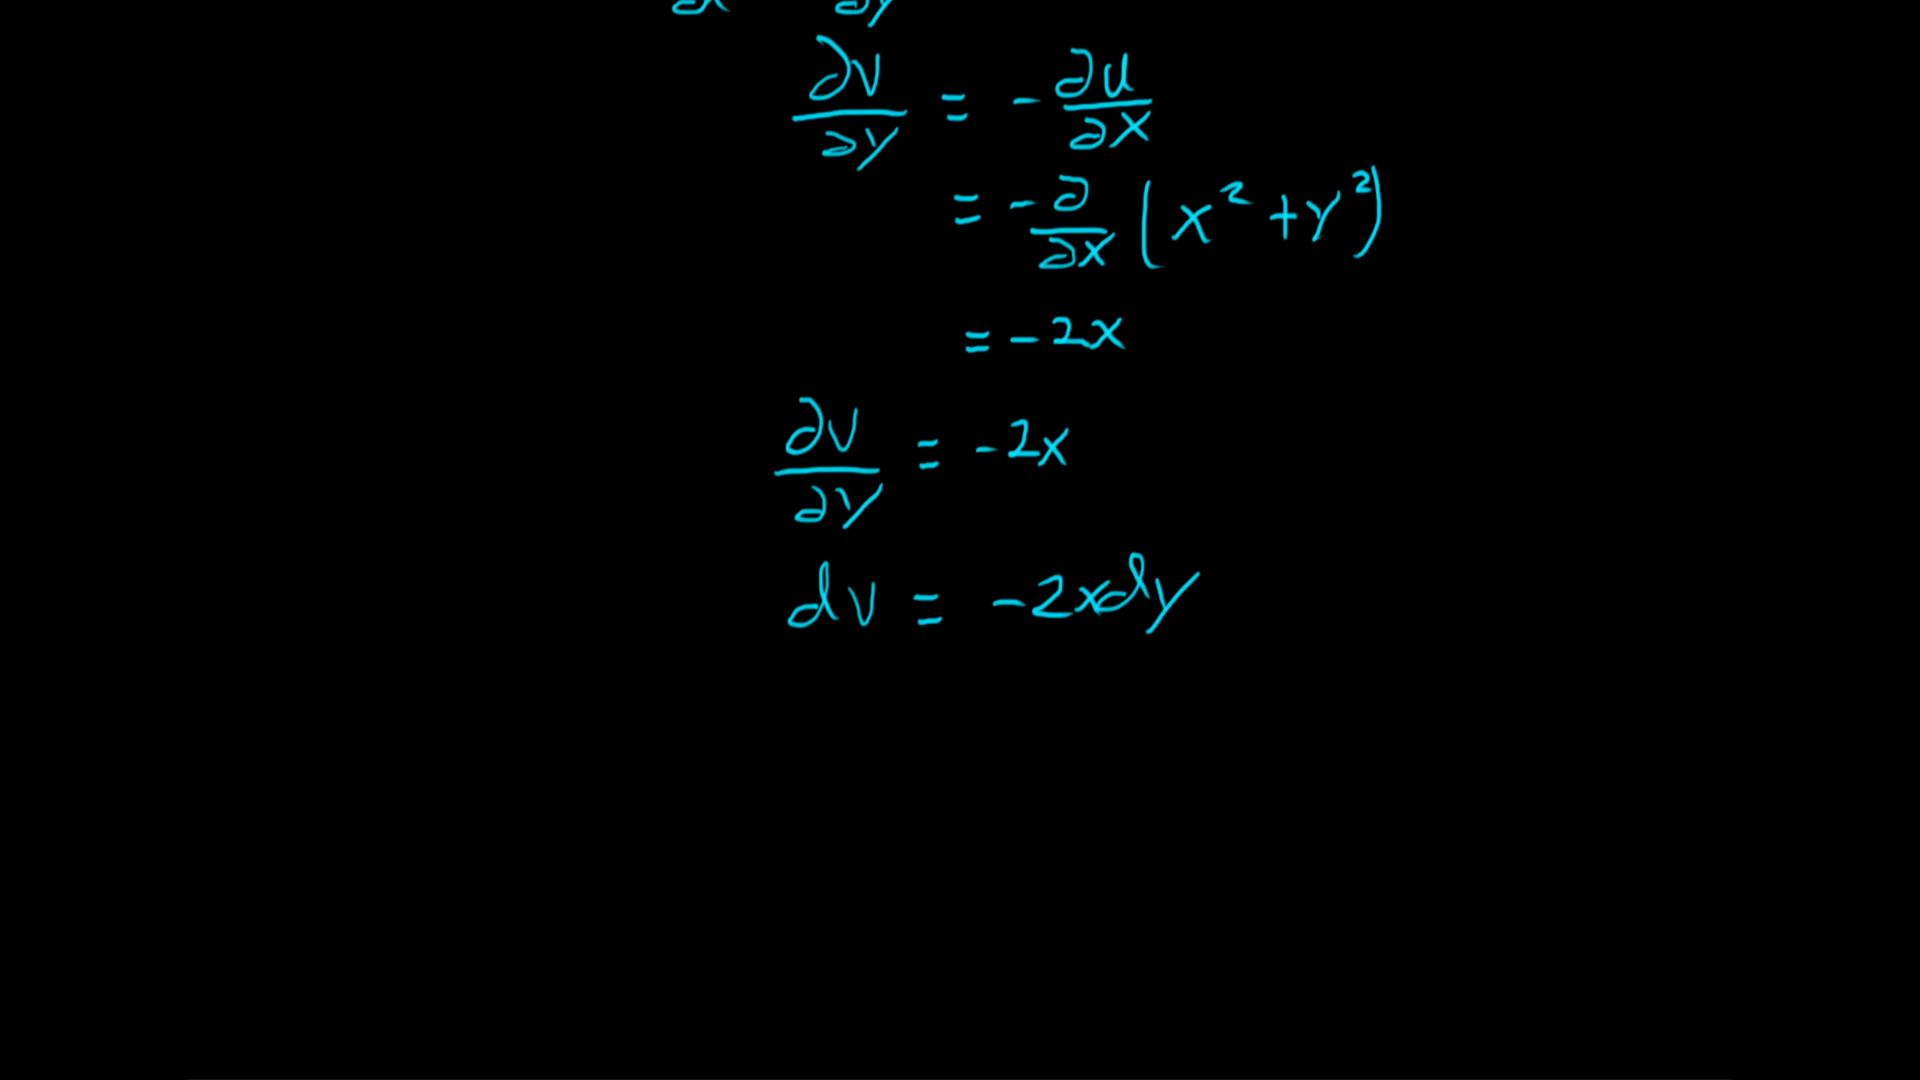 ∂x ∂y
∂v/∂y = -∂u/∂x
= -∂/∂x (x² + y²)
= -2x
∂v/∂y = -2x
dv = -2xdy